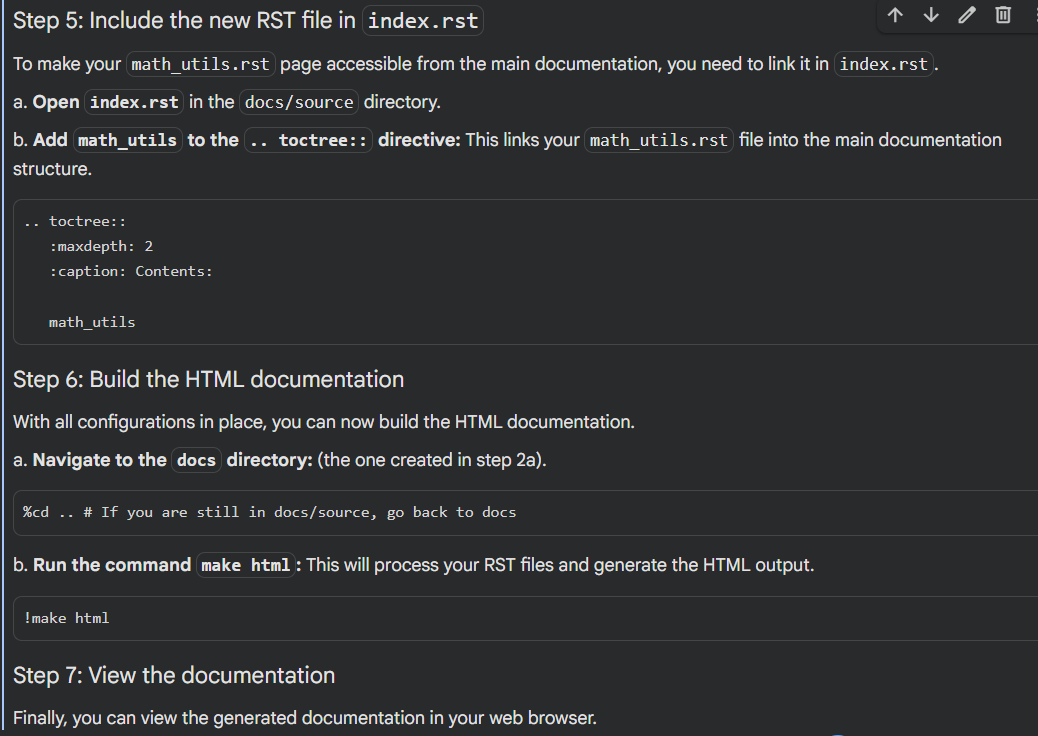 Step 5: Include the new RST file in index.rst
To make your math_utils.rst page accessible from the main documentation, you need to link it in index.rst.
a. Open index.rst in the docs/source directory.
b. Add math_utils to the .. toctree:: directive: This links your math_utils.rst file into the main documentation
structure.
.. toctree::
   :maxdepth: 2
   :caption: Contents:

   math_utils
Step 6: Build the HTML documentation
With all configurations in place, you can now build the HTML documentation.
a. Navigate to the docs directory: (the one created in step 2a).
%cd .. # If you are still in docs/source, go back to docs
b. Run the command make html: This will process your RST files and generate the HTML output.
!make html
Step 7: View the documentation
Finally, you can view the generated documentation in your web browser.